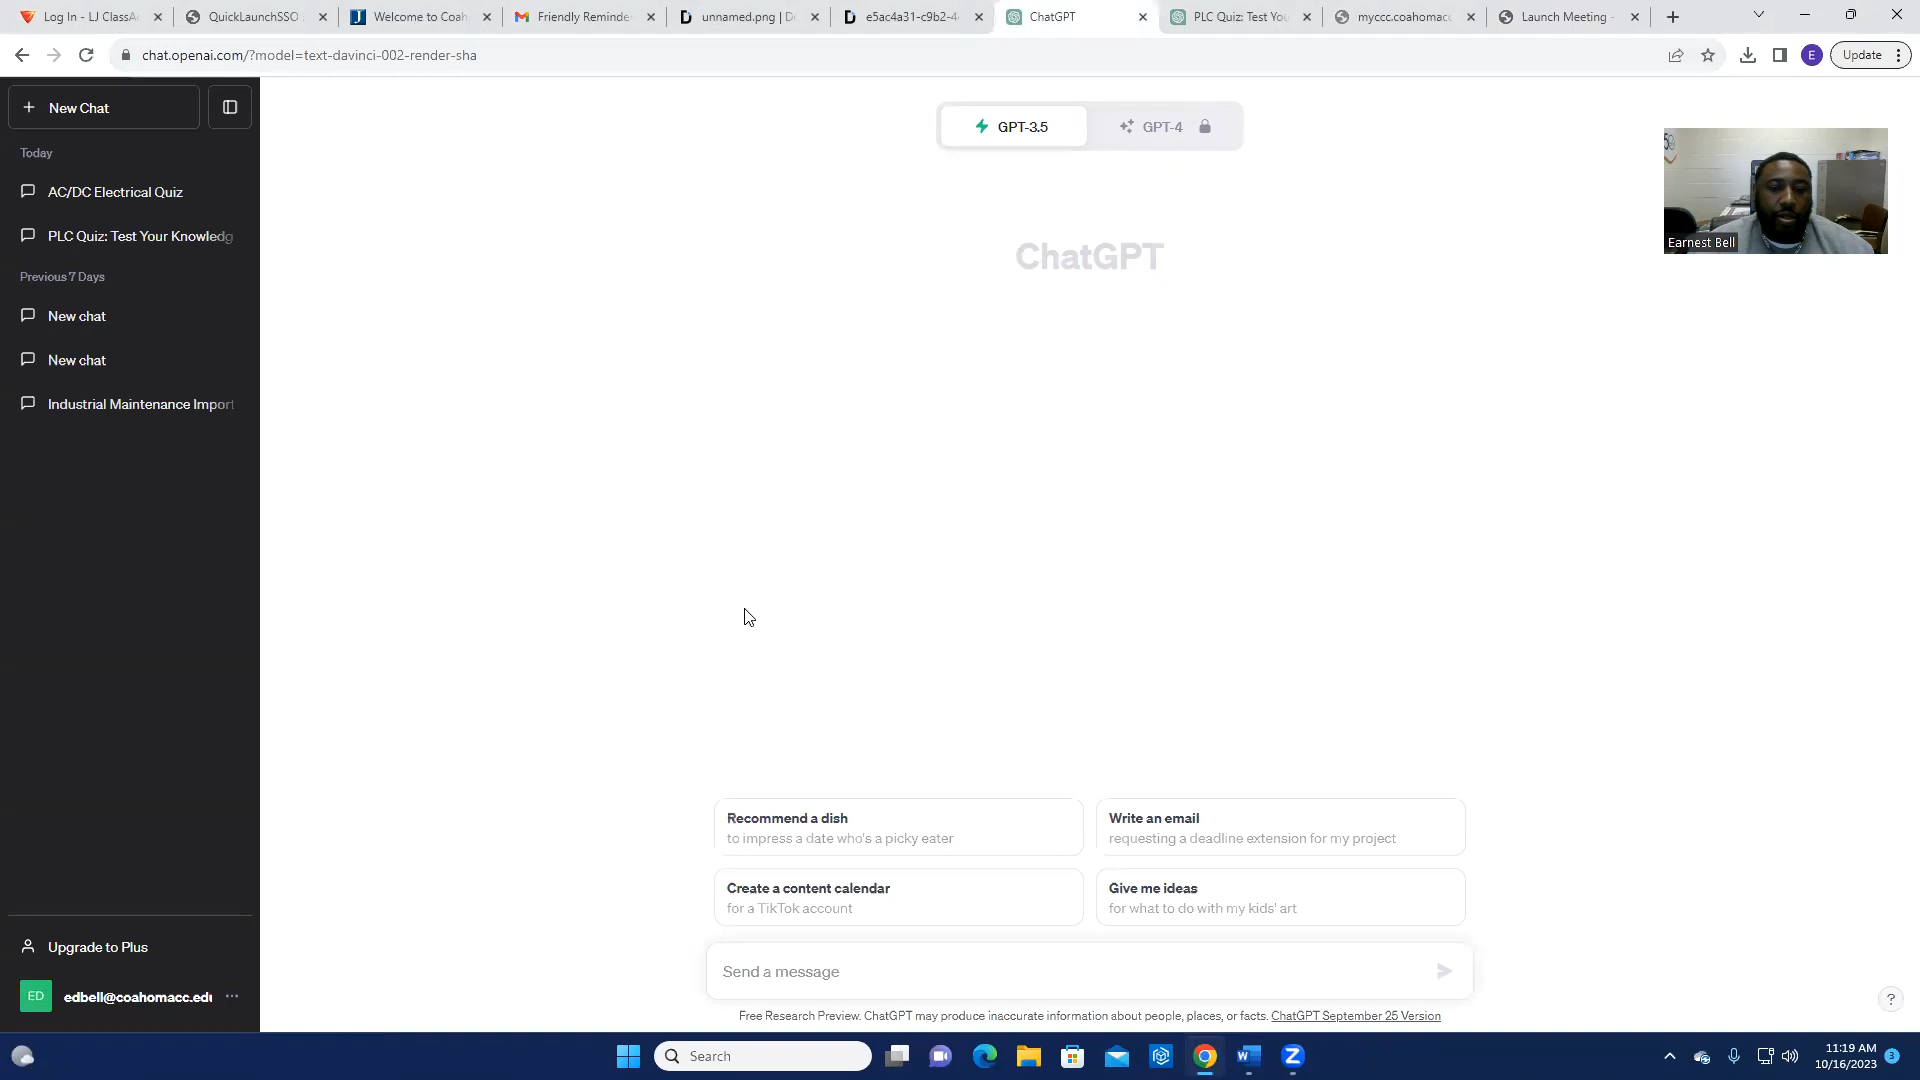 Log In - LJ ClassA
QuickLaunchSSO
Welcome to Coah
Friendly Reminde
unnamed.png | D
e5ac4a31-c9b2-4
ChatGPT
PLC Quiz: Test You
myccc.coahomac
Launch Meeting -
chat.openai.com/?model=text-davinci-002-render-sha
E
Update
New Chat
GPT-3.5
GPT-4
Today
AC/DC Electrical Quiz
PLC Quiz: Test Your Knowledg
Earnest Bell
ChatGPT
Previous 7 Days
New chat
New chat
Industrial Maintenance Import
Recommend a dish
to impress a date who's a picky eater
Write an email
requesting a deadline extension for my project
Create a content calendar
for a TikTok account
Give me ideas
for what to do with my kids' art
Upgrade to Plus
Send a message
ED
edbell@coahomacc.edu
?
Free Research Preview. ChatGPT may produce inaccurate information about people, places, or facts. ChatGPT September 25 Version
Search
11:19 AM
10/16/2023
3